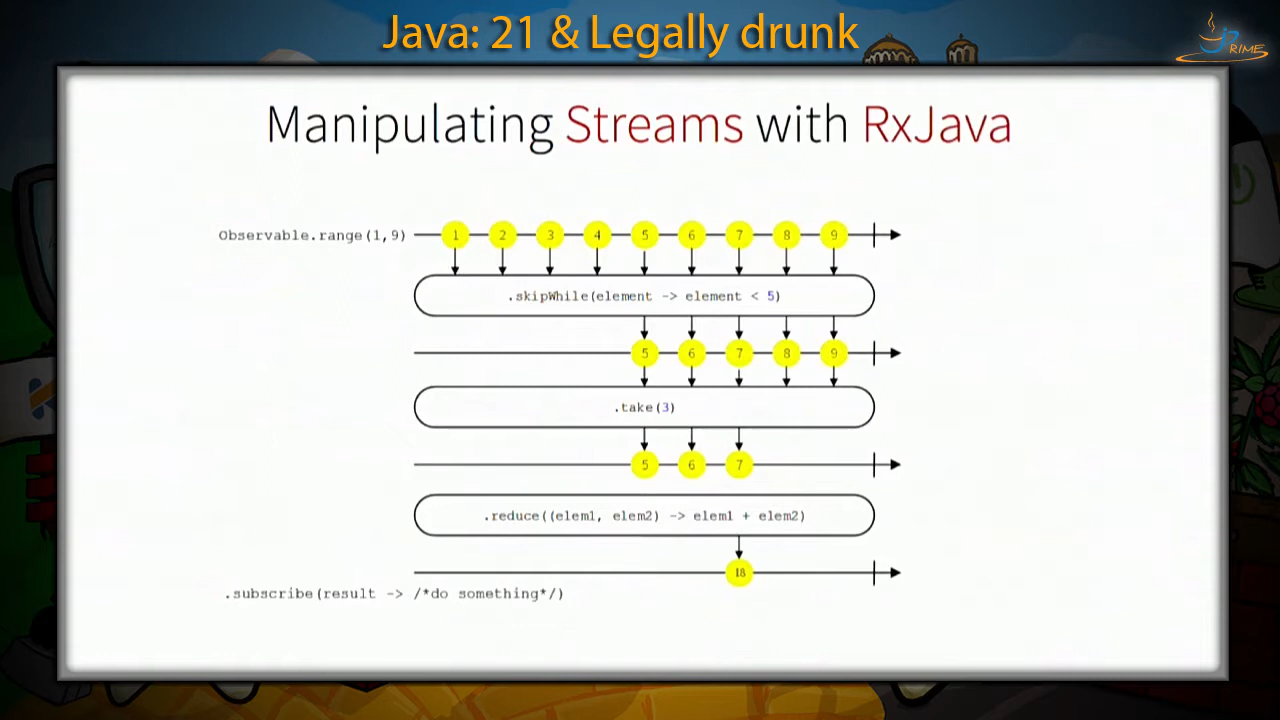 Java: 21 & Legally drunk
JPRIME
Manipulating Streams with RxJava
Observable.range(1,9) 1 2 3 4 5 6 7 8 9
.skipWhile(element -> element < 5)
5 6 7 8 9
.take(3)
5 6 7
.reduce((elem1, elem2) -> elem1 + elem2)
18
.subscribe(result -> /*do something*/)